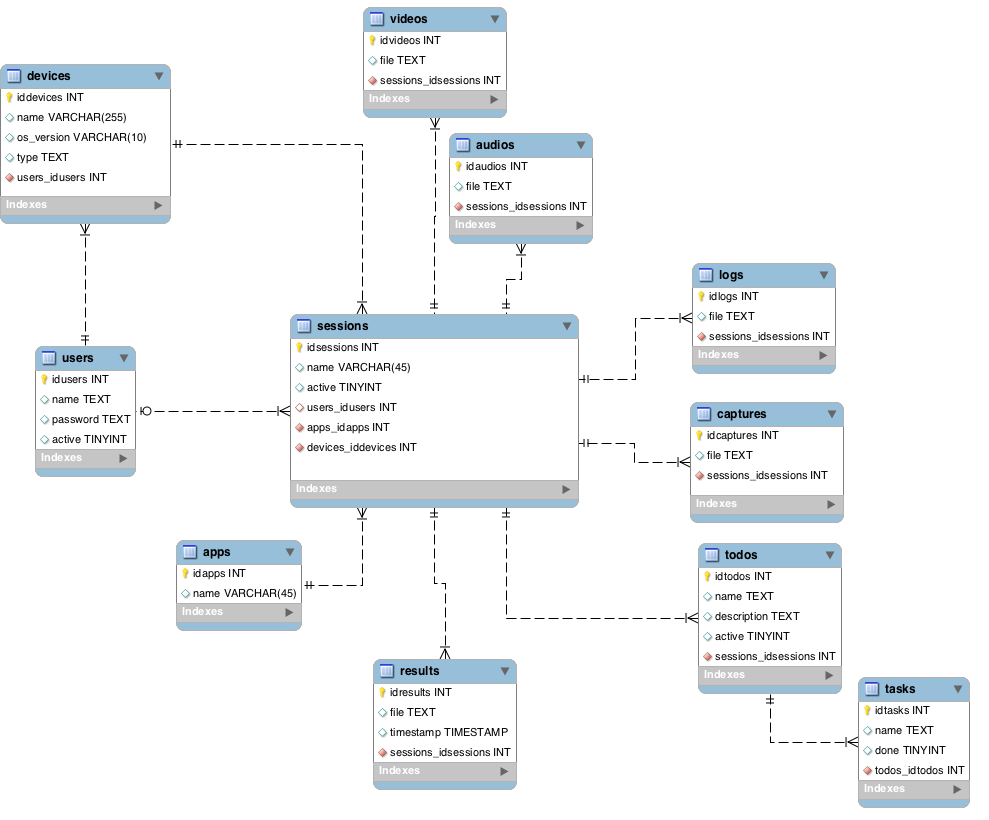 videos
idvideos INT
file TEXT
sessions_idsessions INT
Indexes
devices
iddevices INT
name VARCHAR(255)
os_version VARCHAR(10)
type TEXT
users_idusers INT
Indexes
audios
idaudios INT
file TEXT
sessions_idsessions INT
Indexes
logs
idlogs INT
file TEXT
sessions_idsessions INT
Indexes
sessions
idsessions INT
name VARCHAR(45)
active TINYINT
users_idusers INT
apps_idapps INT
devices_iddevices INT
Indexes
users
idusers INT
name TEXT
password TEXT
active TINYINT
Indexes
captures
idcaptures INT
file TEXT
sessions_idsessions INT
Indexes
apps
idapps INT
name VARCHAR(45)
Indexes
todos
idtodos INT
name TEXT
description TEXT
active TINYINT
sessions_idsessions INT
Indexes
results
idresults INT
file TEXT
timestamp TIMESTAMP
sessions_idsessions INT
Indexes
tasks
idtasks INT
name TEXT
done TINYINT
todos_idtodos INT
Indexes